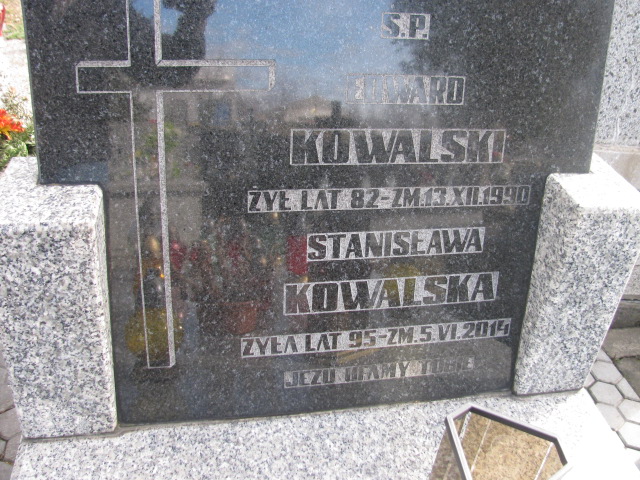 Ś.P.
EDWARD
KOWALSKI
ŻYŁ LAT 82-ZM.13.XII.1990
STANISŁAWA
KOWALSKA
ŻYŁA LAT 95-ZM.5.VI.2014
JEZU UFAMY TOBIE